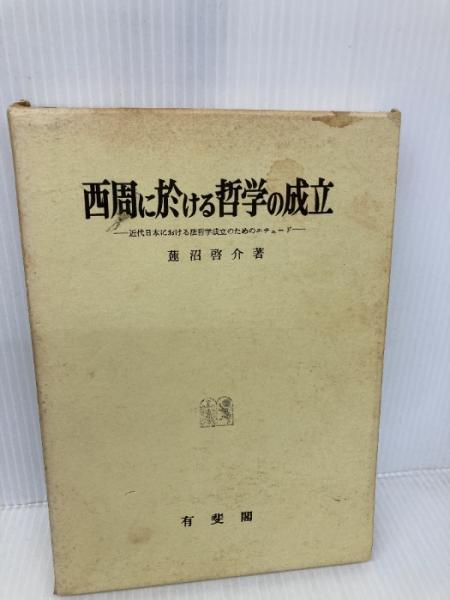 西周に於ける哲学の成立
──近代日本における法哲学成立のためのエチュード──
蓮沼啓介著
有斐閣